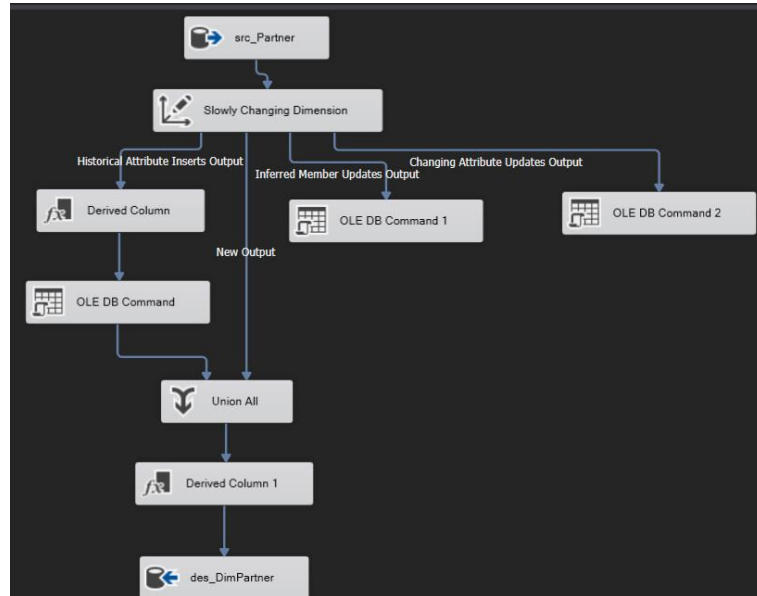 src_Partner
Slowly Changing Dimension
Historical Attribute Inserts Output
Changing Attribute Updates Output
Inferred Member Updates Output
Derived Column
OLE DB Command 1
OLE DB Command 2
New Output
OLE DB Command
Union All
Derived Column 1
des_DimPartner